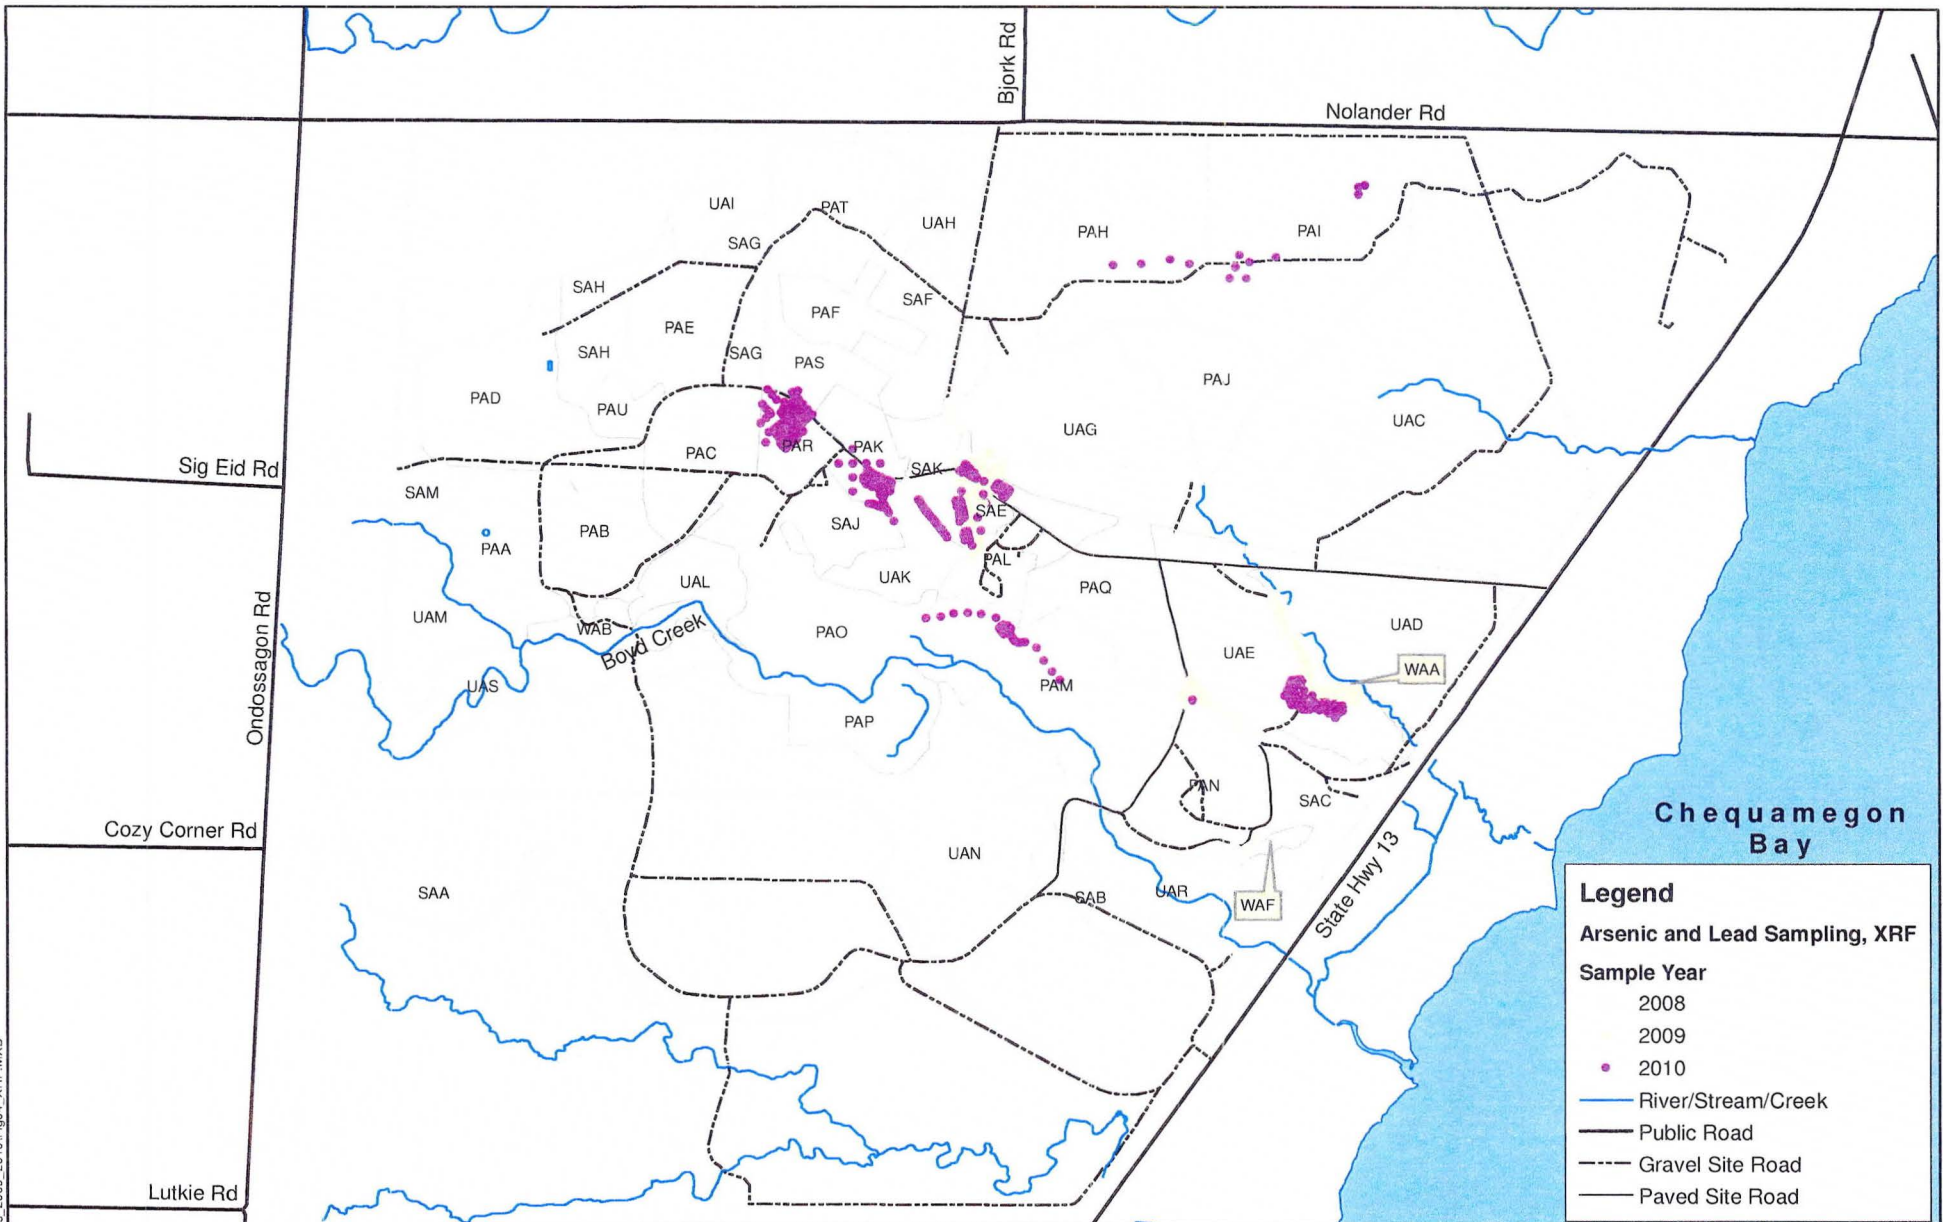 Bjork Rd
Nolander Rd
UAI
PAT
UAH
SAG
PAH
PAI
SAH
SAF
PAF
PAE
SAH
SAG
PAS
PAJ
PAD
PAU
UAG
UAC
PAR
PAK
PAC
Sig Eid Rd
SAK
SAM
SAE
SAJ
PAB
PAA
PAL
UAL
UAK
PAQ
UAM
WAB
Boyd Creek
PAO
UAD
UAE
WAA
Ondossagon Rd
UAS
PAM
PAP
PAN
SAC
Chequamegon
Bay
Cozy Corner Rd
UAN
State Hwy 13
SAA
SAB
UAR
WAF
Legend
Arsenic and Lead Sampling, XRF
Sample Year
2008
2009
2010
River/Stream/Creek
Public Road
Gravel Site Road
Paved Site Road
Lutkie Rd